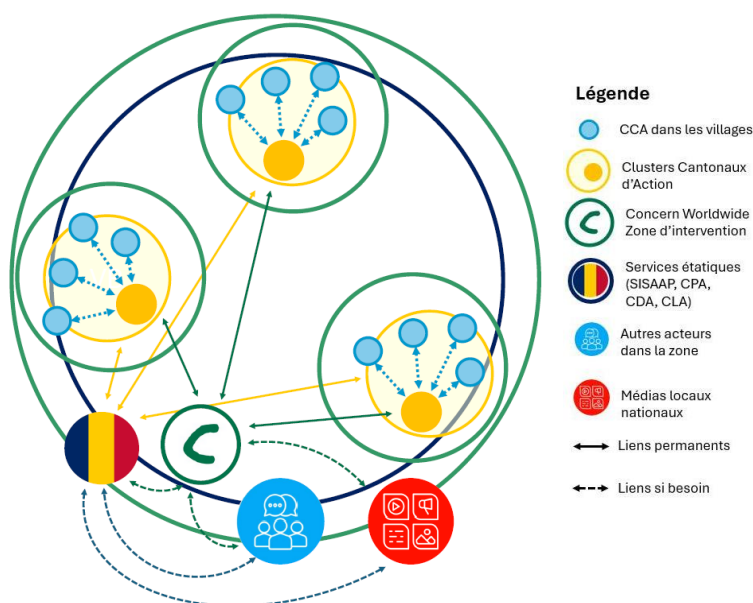 Légende
CCA dans les villages
Clusters Cantonaux
d'Action
Concern Worldwide
Zone d'intervention
Services étatiques
(SISAAP, CPA,
CDA, CLA)
Autres acteurs
dans la zone
Médias locaux
nationaux
Liens permanents
Liens si besoin